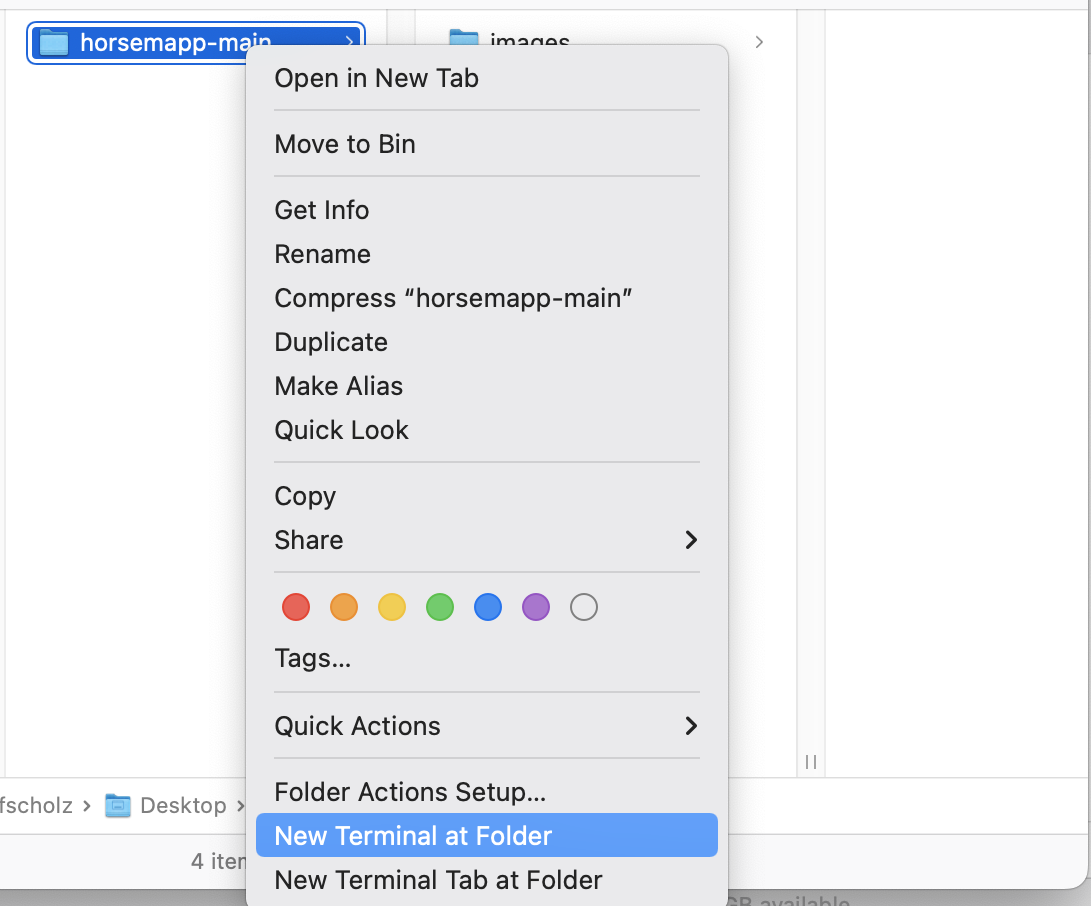 horsemapp-main
images
Open in New Tab
Move to Bin
Get Info
Rename
Compress “horsemapp-main”
Duplicate
Make Alias
Quick Look
Copy
Share
Tags...
Quick Actions
Folder Actions Setup...
fscholz › Desktop ›
New Terminal at Folder
4 iten
New Terminal Tab at Folder
GB available